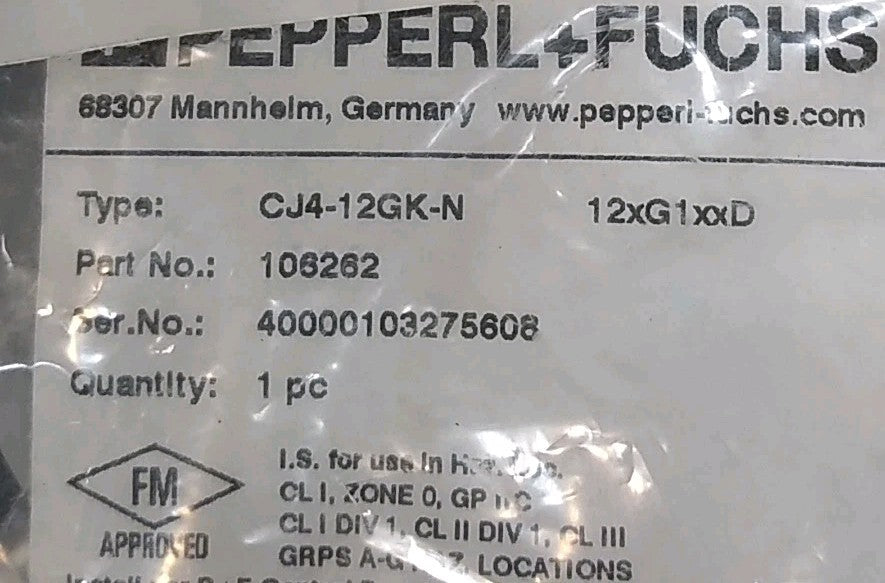 PEPPERL+FUCHS
68307 Mannheim, Germany www.pepperl-fuchs.com
Type: CJ4-12GK-N 12xG1xxD
Part No.: 106262
Ser.No.: 40000103275608
Quantity: 1 pc
FM
APPROVED
I.S. for use in
CL I, ZONE 0, GP IIC
CL I DIV 1, CL II DIV 1, CL III
GRPS LOCATIONS